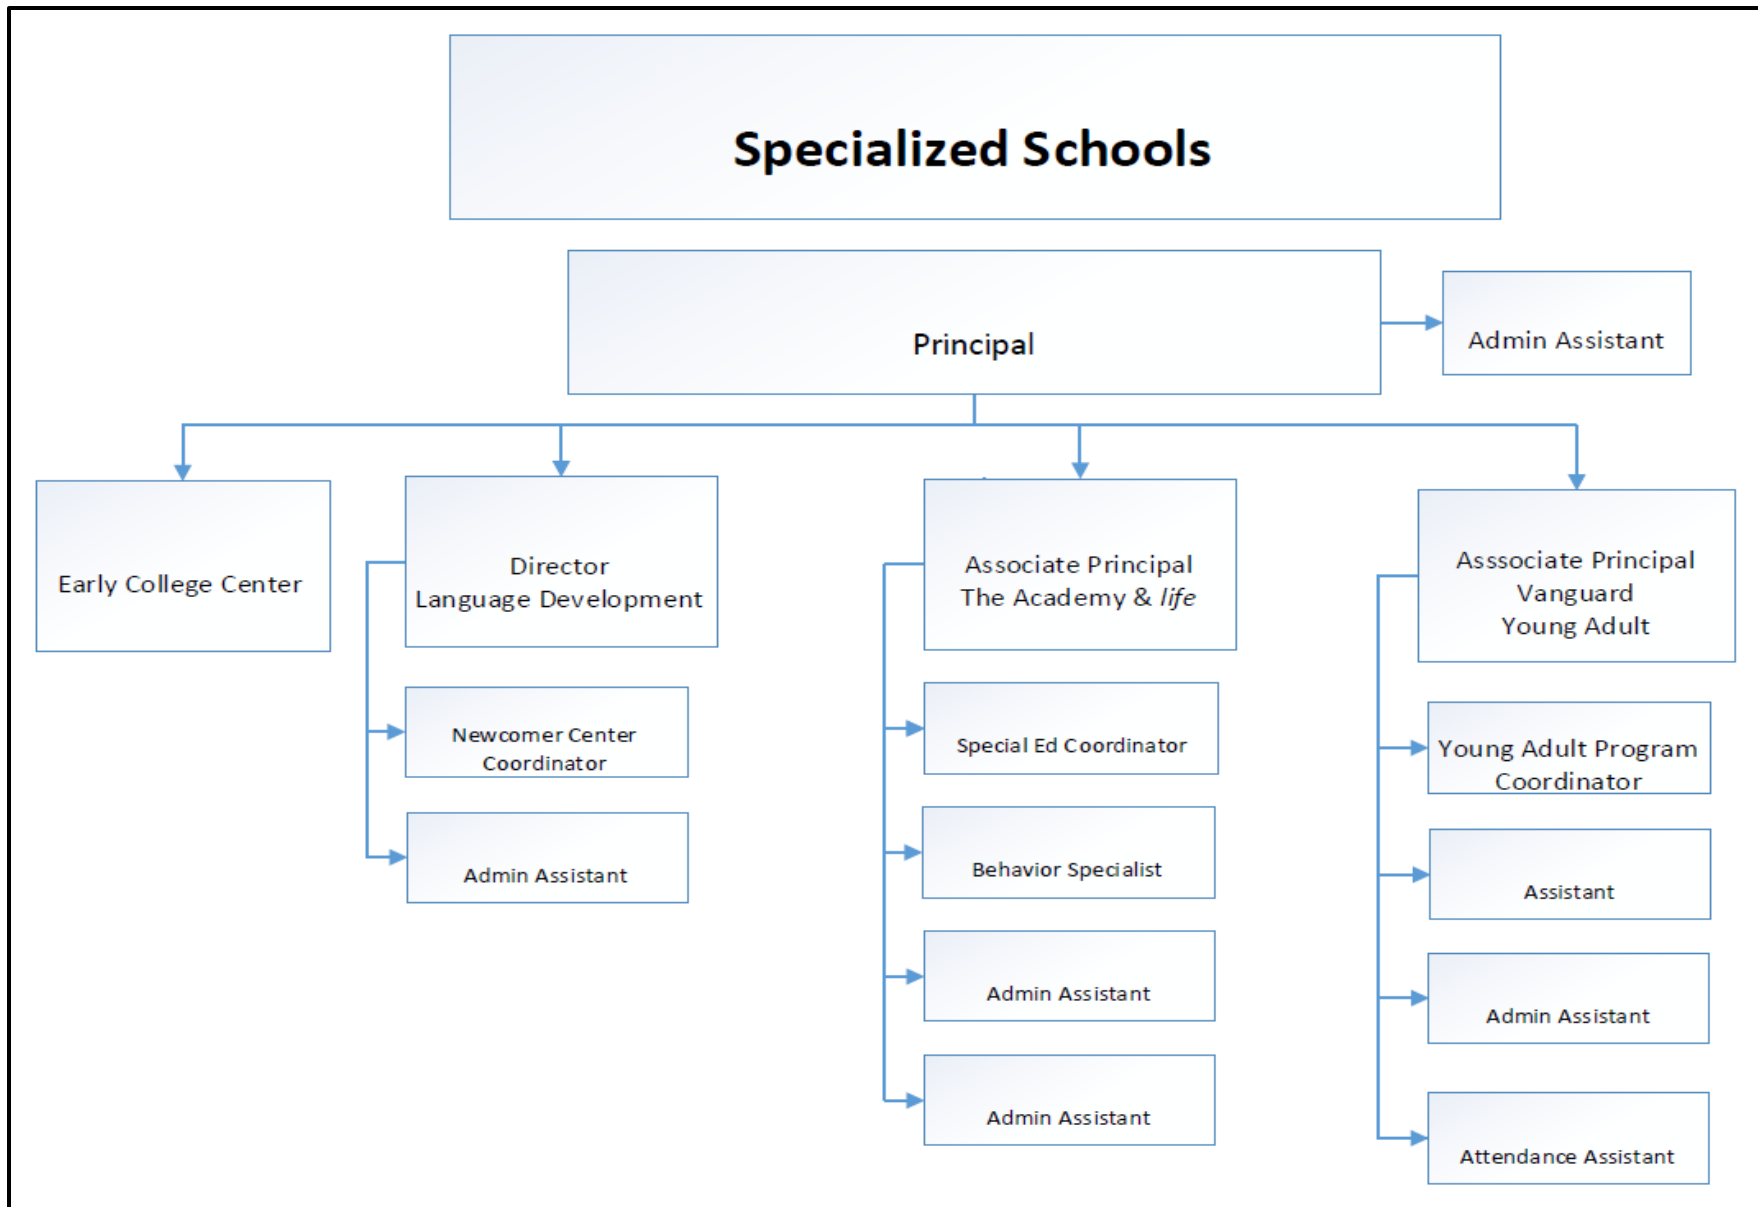 Specialized Schools
Principal
Admin Assistant
Early College Center
Director
Language Development
Newcomer Center
Coordinator
Admin Assistant
Associate Principal
The Academy & life
Special Ed Coordinator
Behavior Specialist
Admin Assistant
Admin Assistant
Asssociate Principal
Vanguard
Young Adult
Young Adult Program
Coordinator
Assistant
Admin Assistant
Attendance Assistant